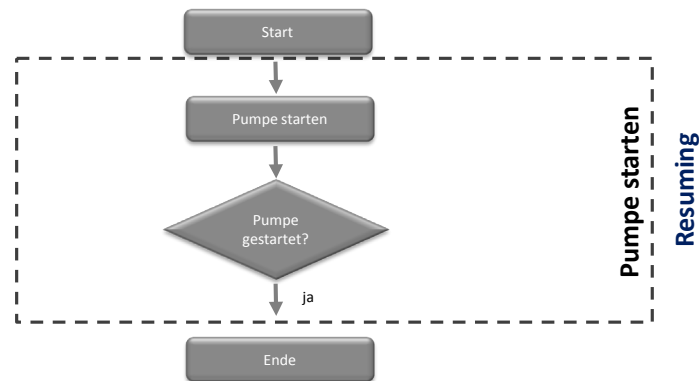 Start
Pumpe starten
Pumpe
gestartet?
ja
Ende
Pumpe starten
Resuming